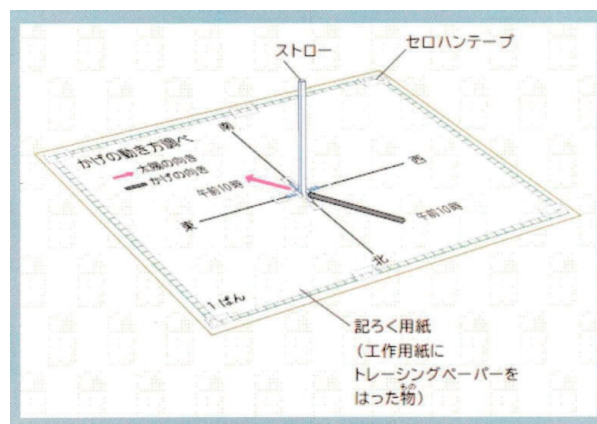 ストロー
セロハンテープ
かげの動き方調べ
太陽の向き
かげの向き
南
西
午前10時
東
午前10時
北
1ぱん
記ろく用紙
(工作用紙に
トレーシングペーパーを
はった物)
もの